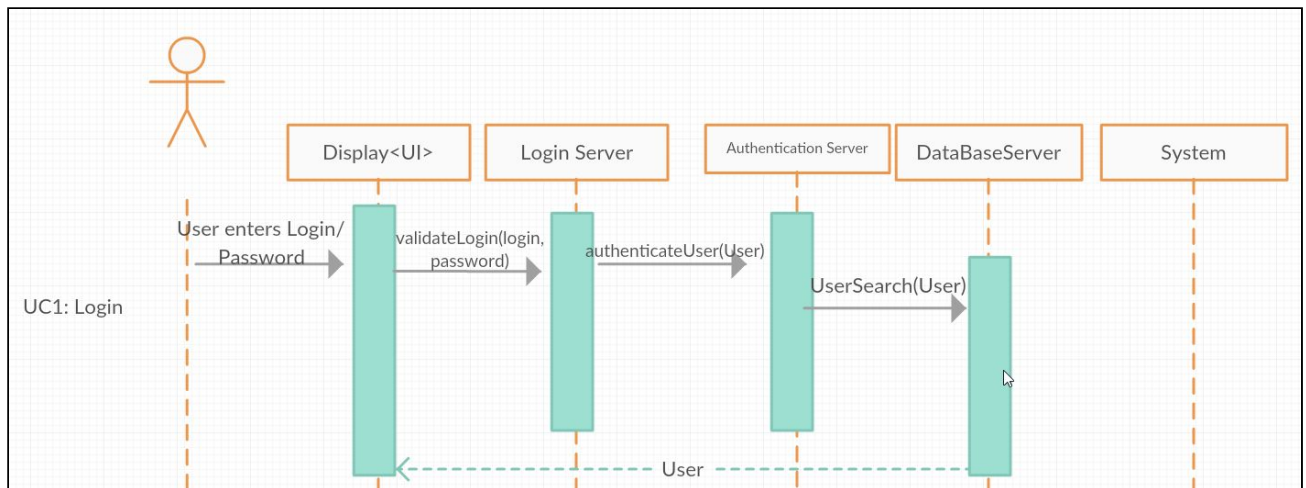 Display<UI>
Login Server
Authentication Server
DataBaseServer
System
User enters Login/
Password
validateLogin(login,
password)
authenticateUser(User)
UserSearch(User)
UC1: Login
User